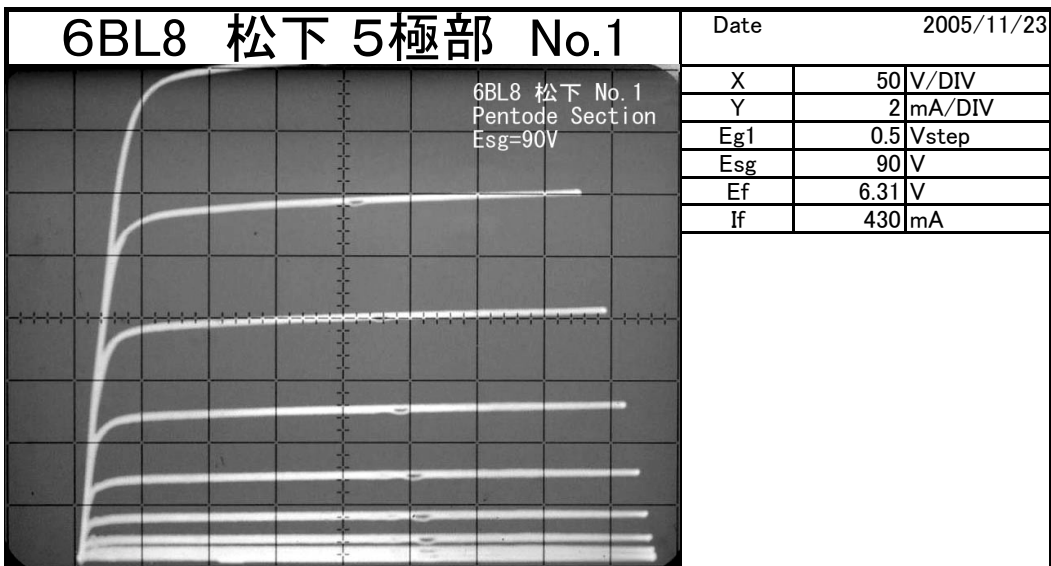 6BL8 松下 5極部 No.1
Date 2005/11/23
6BL8 松下 No.1
Pentode Section
Esg=90V
X 50 V/DIV
Y 2 mA/DIV
Eg1 0.5 Vstep
Esg 90 V
Ef 6.31 V
If 430 mA